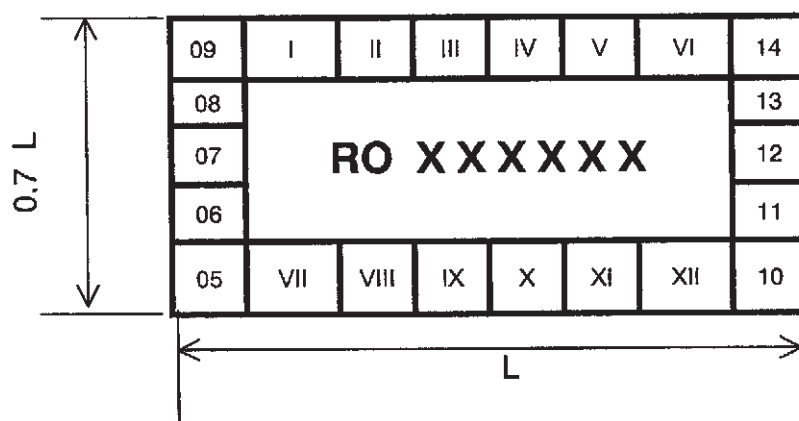 09 I II III IV V VI 14
08 13
07 RO XXXXXX 12
06 11
05 VII VIII IX X XI XII 10
0.7 L
L